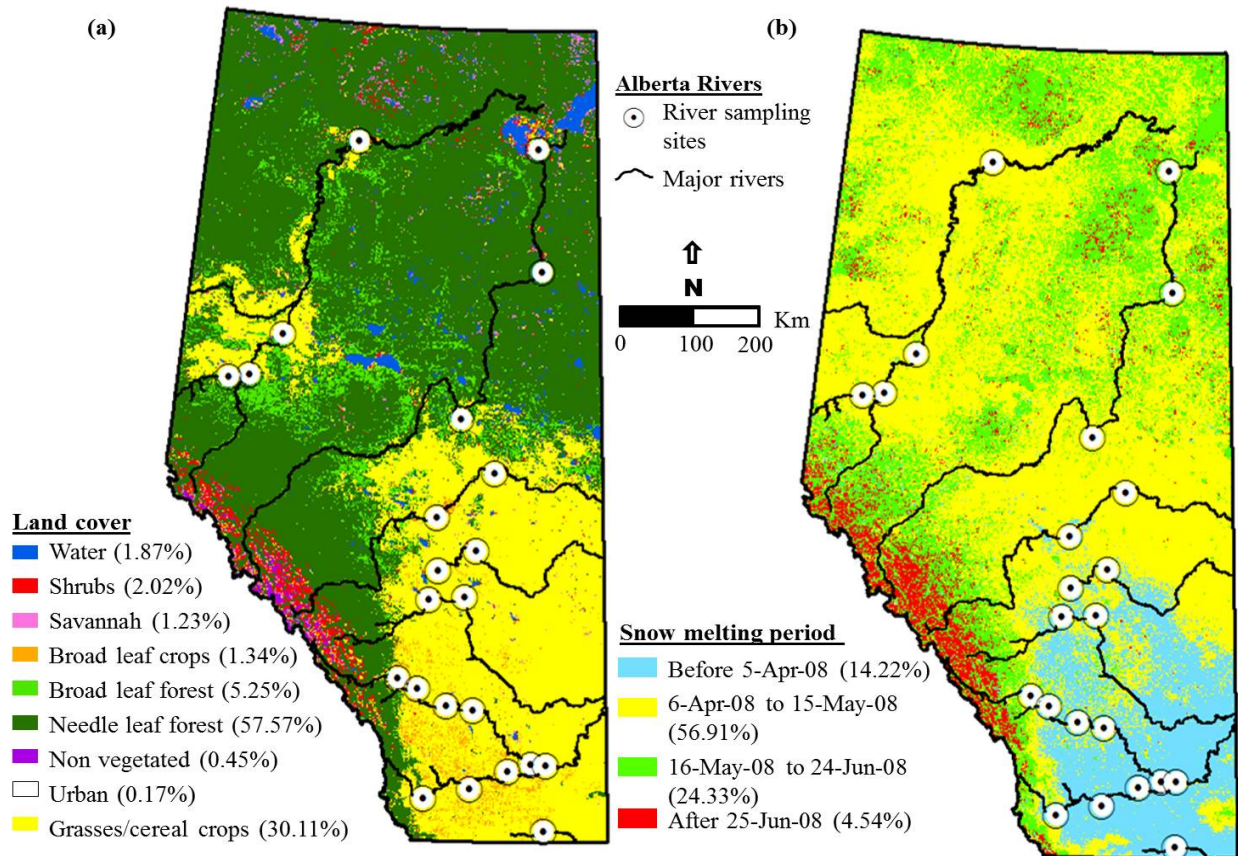 (a)
(b)
Alberta Rivers
River sampling
sites
Major rivers
N
Km
0 100 200
Land cover
Water (1.87%)
Shrubs (2.02%)
Savannah (1.23%)
Broad leaf crops (1.34%)
Broad leaf forest (5.25%)
Needle leaf forest (57.57%)
Non vegetated (0.45%)
Urban (0.17%)
Grasses/cereal crops (30.11%)
Snow melting period
Before 5-Apr-08 (14.22%)
6-Apr-08 to 15-May-08
(56.91%)
16-May-08 to 24-Jun-08
(24.33%)
After 25-Jun-08 (4.54%)